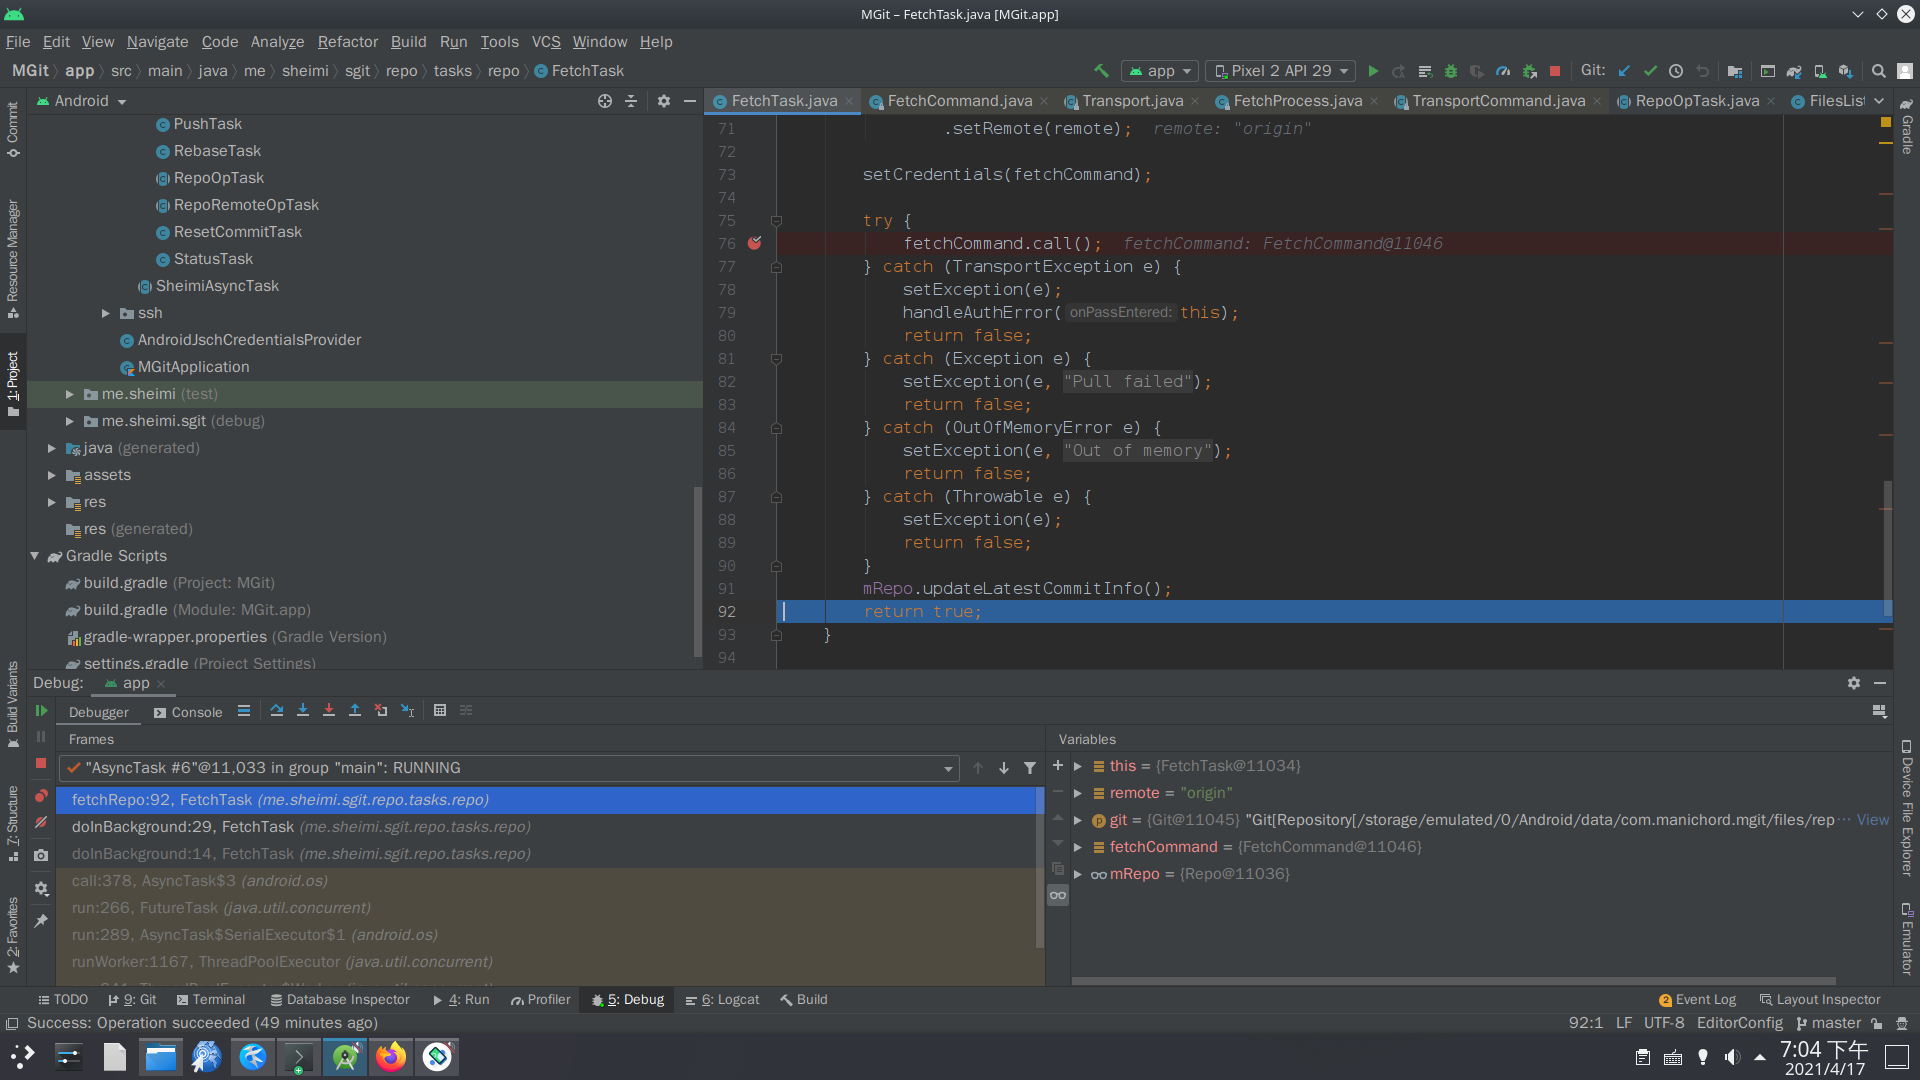 MGit – FetchTask.java [MGit.app]
File Edit View Navigate Code Analyze Refactor Build Run Tools VCS Window Help
MGit app src main java me sheimi sgit repo tasks repo FetchTask
app Pixel 2 API 29 Git:
Android
FetchTask.java FetchCommand.java Transport.java FetchProcess.java TransportCommand.java RepoOpTask.java FilesList
Commit
Resource Manager
1: Project
Build Variants
7: Structure
2: Favorites
PushTask
RebaseTask
RepoOpTask
RepoRemoteOpTask
ResetCommitTask
StatusTask
SheimiAsyncTask
ssh
AndroidJschCredentialsProvider
MGitApplication
me.sheimi (test)
me.sheimi.sgit (debug)
java (generated)
assets
res
res (generated)
Gradle Scripts
build.gradle (Project: MGit)
build.gradle (Module: MGit.app)
gradle-wrapper.properties (Gradle Version)
settings.gradle (Project Settings)
71 .setRemote(remote); remote: "origin"
72
73 setCredentials(fetchCommand);
74
75 try {
76 fetchCommand.call(); fetchCommand: FetchCommand@11046
77 } catch (TransportException e) {
78 setException(e);
79 handleAuthError( onPassEntered: this);
80 return false;
81 } catch (Exception e) {
82 setException(e, "Pull failed");
83 return false;
84 } catch (OutOfMemoryError e) {
85 setException(e, "Out of memory");
86 return false;
87 } catch (Throwable e) {
88 setException(e);
89 return false;
90 }
91 mRepo.updateLatestCommitInfo();
92 return true;
93 }
94
Gradle
Device File Explorer
Emulator
Debug: app
Debugger Console
Frames
"AsyncTask #6"@11,033 in group "main": RUNNING
fetchRepo:92, FetchTask (me.sheimi.sgit.repo.tasks.repo)
doInBackground:29, FetchTask (me.sheimi.sgit.repo.tasks.repo)
doInBackground:14, FetchTask (me.sheimi.sgit.repo.tasks.repo)
call:378, AsyncTask$3 (android.os)
run:266, FutureTask (java.util.concurrent)
run:289, AsyncTask$SerialExecutor$1 (android.os)
runWorker:1167, ThreadPoolExecutor (java.util.concurrent)
Variables
this = {FetchTask@11034}
remote = "origin"
git = {Git@11045} "Git[Repository[/storage/emulated/0/Android/data/com.manichord.mgit/files/rep… View
fetchCommand = {FetchCommand@11046}
mRepo = {Repo@11036}
TODO 9: Git Terminal Database Inspector 4: Run Profiler 5: Debug 6: Logcat Build 2 Event Log Layout Inspector
Success: Operation succeeded (49 minutes ago) 92:1 LF UTF-8 EditorConfig master
7:04 下午
2021/4/17